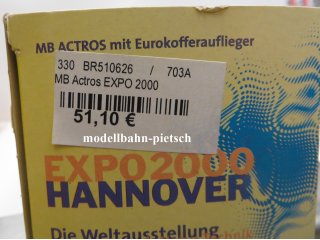 MB ACTROS mit Eurokofferauflieger
330 BR510626 / 703A
MB Actros EXPO 2000
51,10 €
modellbahn-pietsch
EXPO2000
HANNOVER
Die Weltausstellung